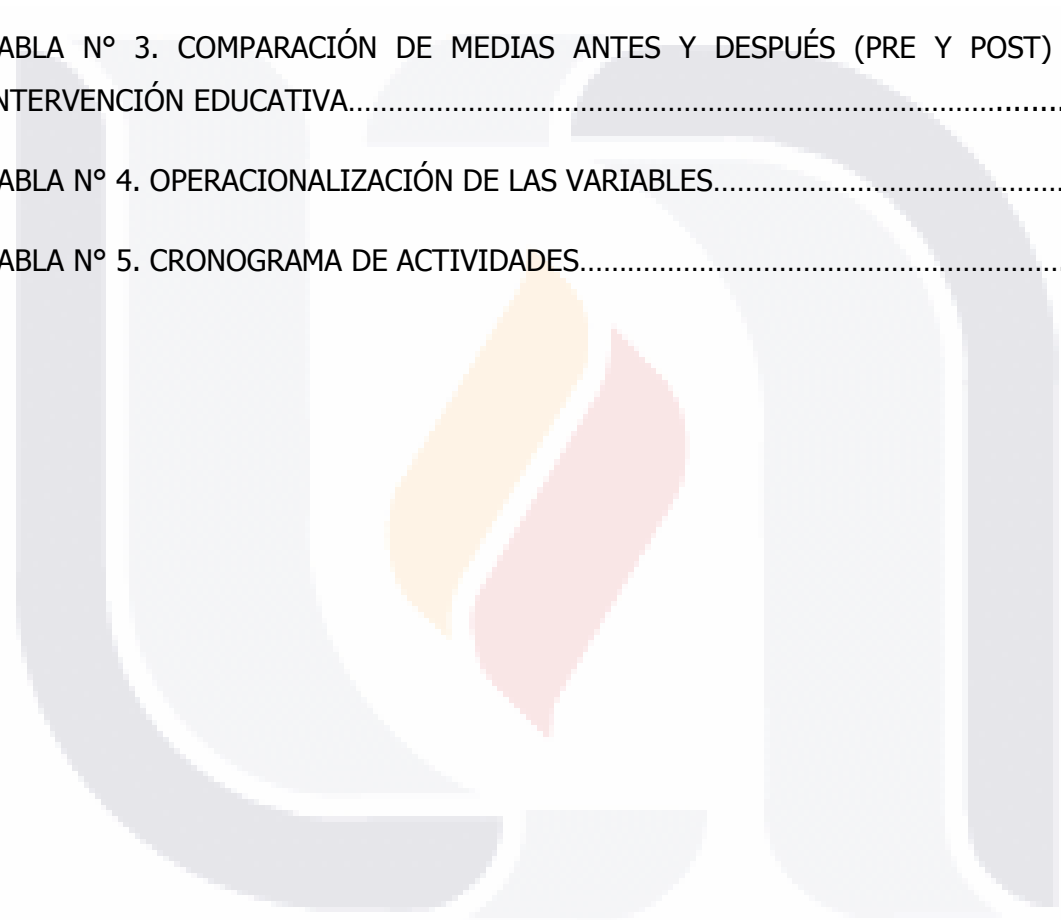 ABLA N° 3. COMPARACIÓN DE MEDIAS ANTES Y DESPUÉS (PRE Y POST)
NTERVENCIÓN EDUCATIVA................................................................................
ABLA N° 4. OPERACIONALIZACIÓN DE LAS VARIABLES............................................
ABLA N° 5. CRONOGRAMA DE ACTIVIDADES............................................................